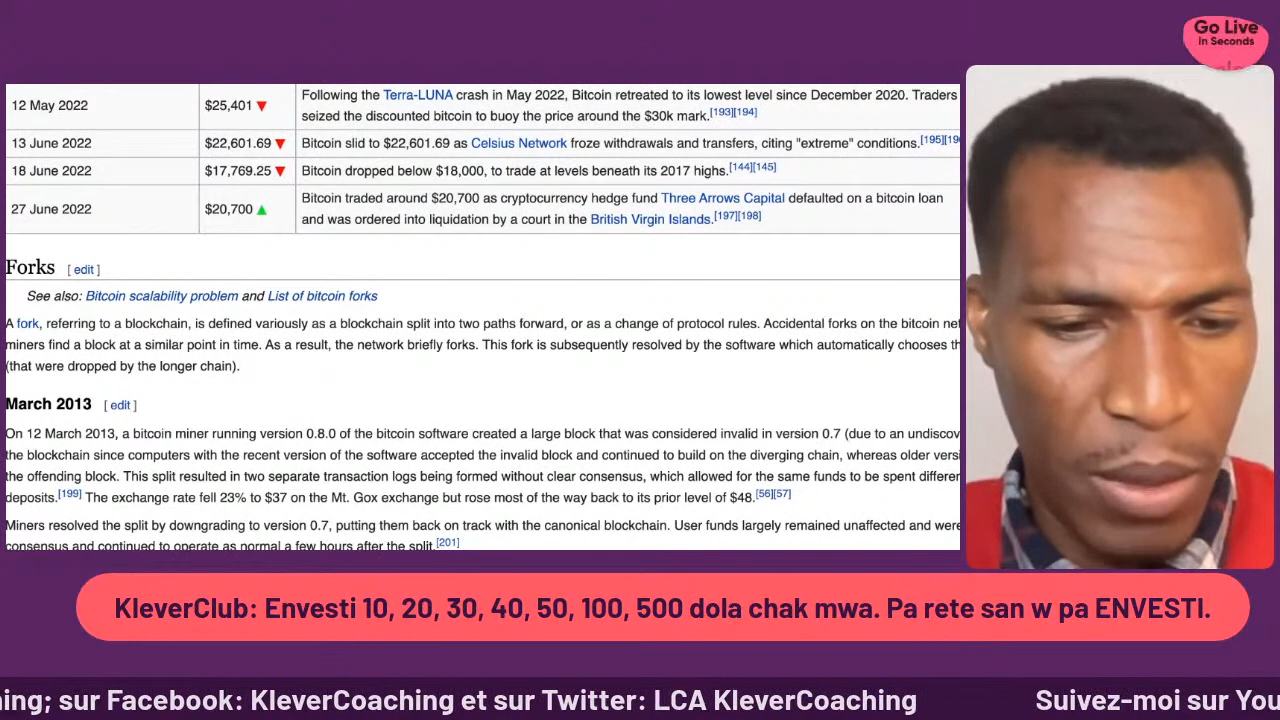 Go Live
in Seconds
12 May 2022
$25,401 ▼
Following the Terra-LUNA crash in May 2022, Bitcoin retreated to its lowest level since December 2020. Traders
seized the discounted bitcoin to buoy the price around the $30k mark.[193][194]
13 June 2022
$22,601.69 ▼
Bitcoin slid to $22,601.69 as Celsius Network froze withdrawals and transfers, citing "extreme" conditions.[195]
18 June 2022
$17,769.25 ▼
Bitcoin dropped below $18,000, to trade at levels beneath its 2017 highs.[144][145]
27 June 2022
$20,700 ▲
Bitcoin traded around $20,700 as cryptocurrency hedge fund Three Arrows Capital defaulted on a bitcoin loan
and was ordered into liquidation by a court in the British Virgin Islands.[197][198]
Forks [ edit ]
See also: Bitcoin scalability problem and List of bitcoin forks
A fork, referring to a blockchain, is defined variously as a blockchain split into two paths forward, or as a change of protocol rules. Accidental forks on the bitcoin net
miners find a block at a similar point in time. As a result, the network briefly forks. This fork is subsequently resolved by the software which automatically chooses th
(that were dropped by the longer chain).
March 2013 [ edit ]
On 12 March 2013, a bitcoin miner running version 0.8.0 of the bitcoin software created a large block that was considered invalid in version 0.7 (due to an undiscov
the blockchain since computers with the recent version of the software accepted the invalid block and continued to build on the diverging chain, whereas older versi
the offending block. This split resulted in two separate transaction logs being formed without clear consensus, which allowed for the same funds to be spent differen
deposits.[199] The exchange rate fell 23% to $37 on the Mt. Gox exchange but rose most of the way back to its prior level of $48.[56][57]
Miners resolved the split by downgrading to version 0.7, putting them back on track with the canonical blockchain. User funds largely remained unaffected and were
consensus and continued to operate as normal a few hours after the split.[201]
KleverClub: Envesti 10, 20, 30, 40, 50, 100, 500 dola chak mwa. Pa rete san w pa ENVESTI.
ing; sur Facebook: KleverCoaching et sur Twitter: LCA KleverCoaching Suivez-moi sur You